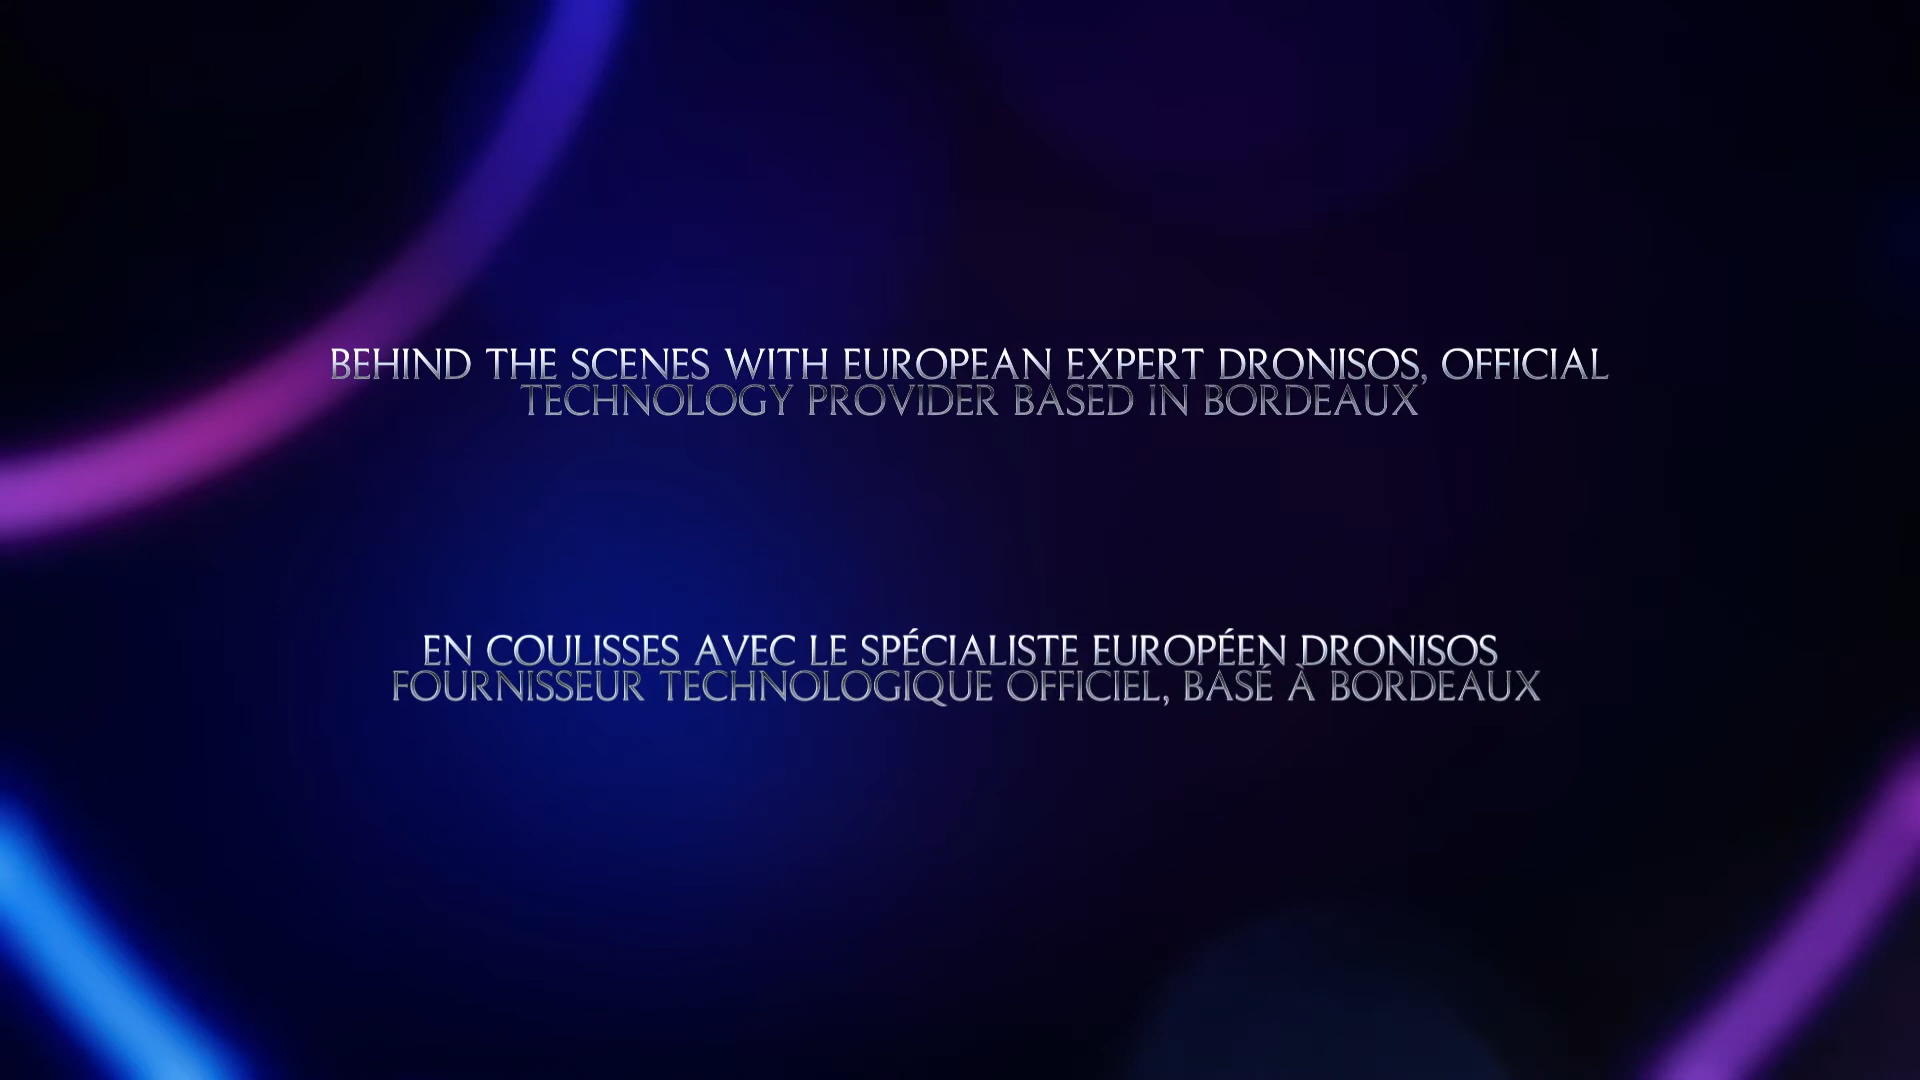 BEHIND THE SCENES WITH EUROPEAN EXPERT DRONISOS, OFFICIAL
TECHNOLOGY PROVIDER BASED IN BORDEAUX
EN COULISSES AVEC LE SPÉCIALISTE EUROPÉEN DRONISOS
FOURNISSEUR TECHNOLOGIQUE OFFICIEL, BASÉ À BORDEAUX